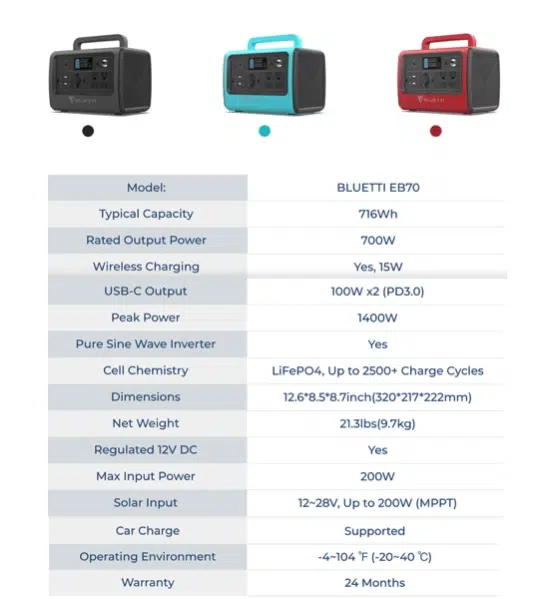 BLUETTI
BLUETTI
Model: BLUETTI EB70
Typical Capacity 716Wh
Rated Output Power 700W
Wireless Charging Yes, 15W
USB-C Output 100W x2 (PD3.0)
Peak Power 1400W
Pure Sine Wave Inverter Yes
Cell Chemistry LiFePO4, Up to 2500+ Charge Cycles
Dimensions 12.6*8.5*8.7inch(320*217*222mm)
Net Weight 21.3lbs(9.7kg)
Regulated 12V DC Yes
Max Input Power 200W
Solar Input 12~28V, Up to 200W (MPPT)
Car Charge Supported
Operating Environment -4~104 ℉ (-20~40 ℃)
Warranty 24 Months